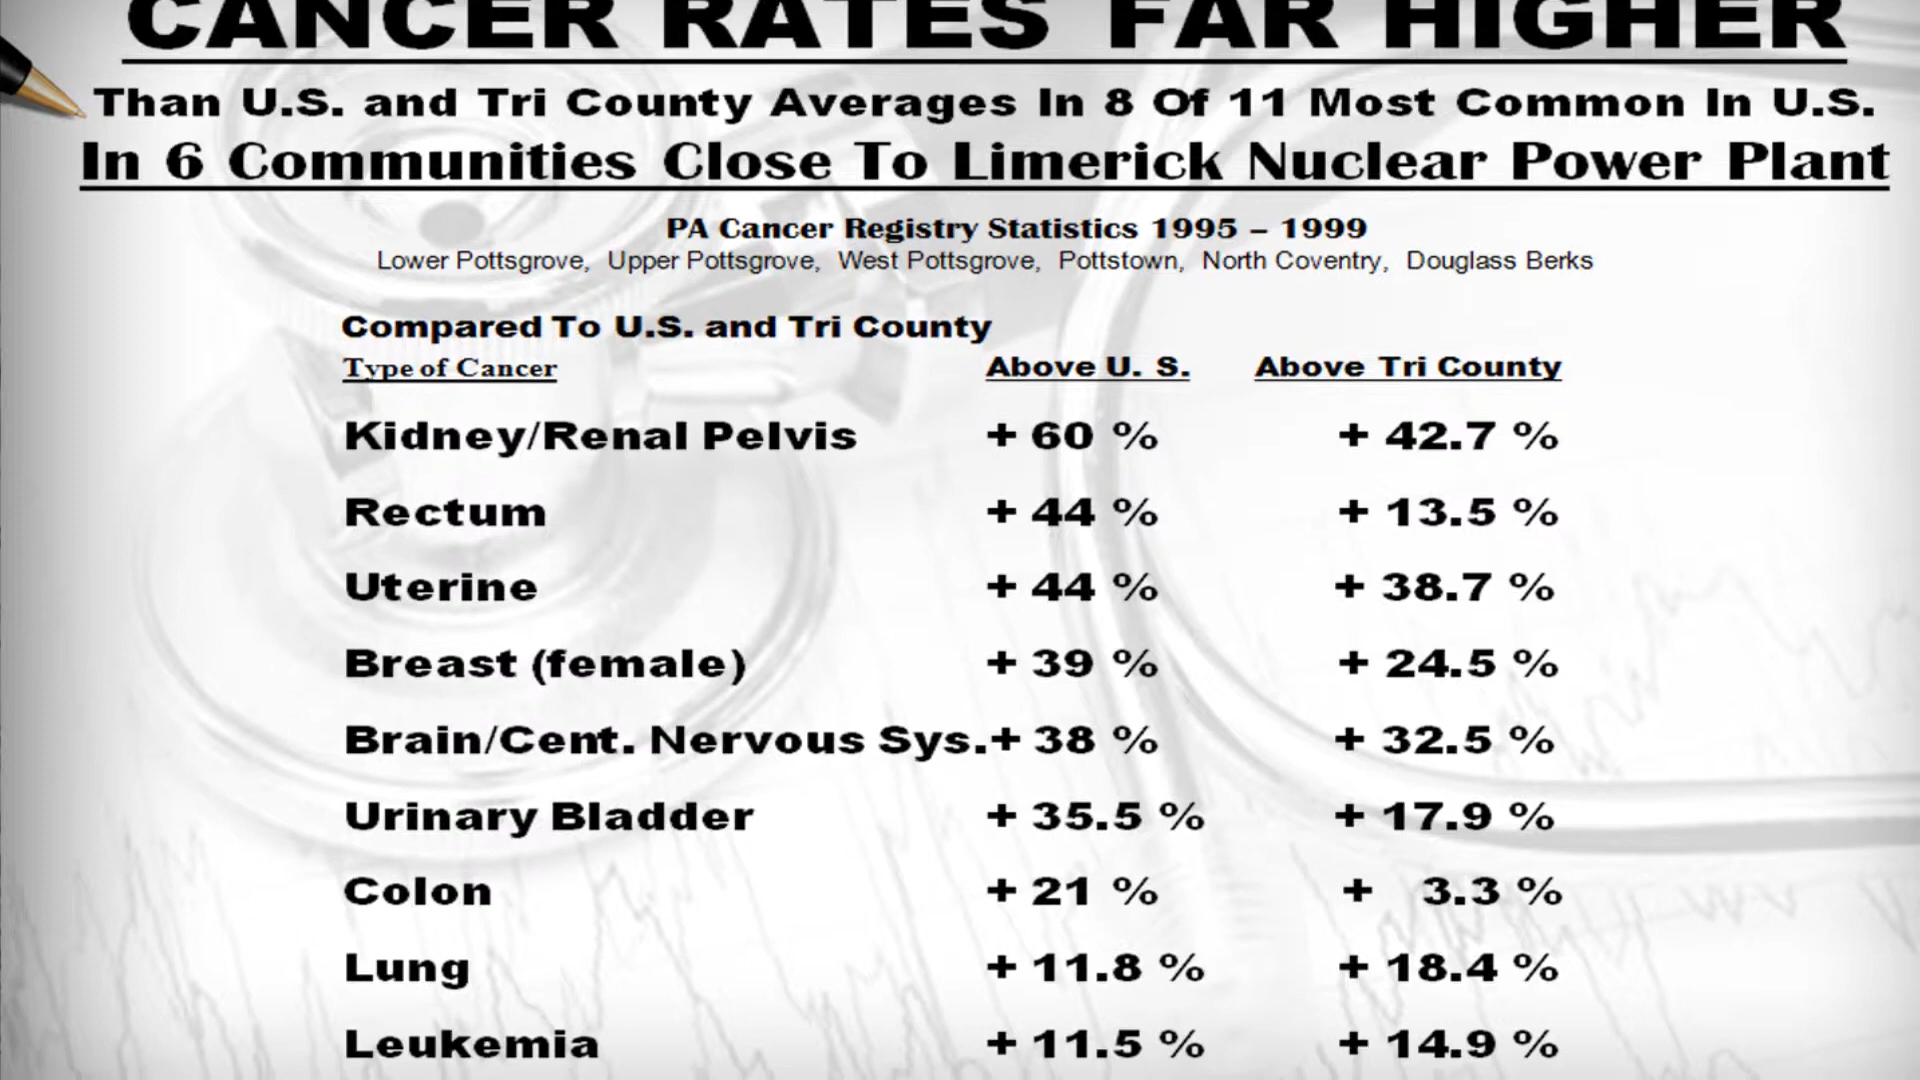 CANCER RATES FAR HIGHER
Than U.S. and Tri County Averages In 8 Of 11 Most Common In U.S.
In 6 Communities Close To Limerick Nuclear Power Plant
PA Cancer Registry Statistics 1995 – 1999
Lower Pottsgrove, Upper Pottsgrove, West Pottsgrove, Pottstown, North Coventry, Douglass Berks
Compared To U.S. and Tri County
Type of Cancer Above U. S. Above Tri County
Kidney/Renal Pelvis + 60 % + 42.7 %
Rectum + 44 % + 13.5 %
Uterine + 44 % + 38.7 %
Breast (female) + 39 % + 24.5 %
Brain/Cent. Nervous Sys.+ 38 % + 32.5 %
Urinary Bladder + 35.5 % + 17.9 %
Colon + 21 % + 3.3 %
Lung + 11.8 % + 18.4 %
Leukemia + 11.5 % + 14.9 %